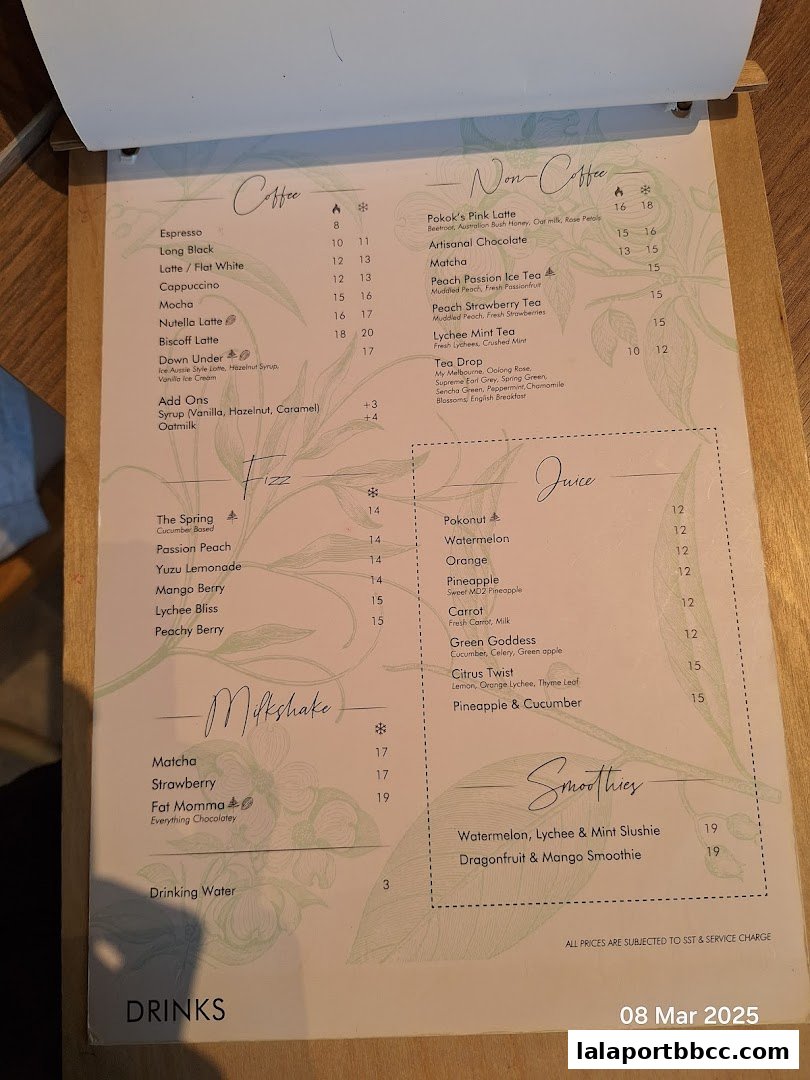 Coffee
Espresso 8
Long Black 10 11
Latte / Flat White 12 13
Cappuccino 12 13
Mocha 15 16
Nutella Latte 16 17
Biscoff Latte 18 20
Down Under 17
Ice Aussie Style Latte, Hazelnut Syrup,
Vanilla Ice Cream
Add Ons
Syrup (Vanilla, Hazelnut, Caramel) +3
Oatmilk +4
Non-Coffee
Pokok's Pink Latte 16 18
Beetroot, Australian Bush Honey, Oat milk, Rose Petals
Artisanal Chocolate 15 16
Matcha 13 15
Peach Passion Ice Tea 15
Muddled Peach, Fresh Passionfruit
Peach Strawberry Tea 15
Muddled Peach, Fresh Strawberries
Lychee Mint Tea 15
Fresh Lychees, Crushed Mint
Tea Drop 10 12
My Melbourne, Oolong Rose,
Supreme Earl Grey, Spring Green,
Sencha Green, Peppermint, Chamomile
Blossoms, English Breakfast
Fizz
The Spring 14
Cucumber Based
Passion Peach 14
Yuzu Lemonade 14
Mango Berry 14
Lychee Bliss 15
Peachy Berry 15
Milkshake
Matcha 17
Strawberry 17
Fat Momma 19
Everything Chocolatey
Drinking Water 3
Juice
Pokonut 12
Watermelon 12
Orange 12
Pineapple 12
Sweet MD2 Pineapple
Carrot 12
Fresh Carrot, Milk
Green Goddess 12
Cucumber, Celery, Green apple
Citrus Twist 15
Lemon, Orange Lychee, Thyme Leaf
Pineapple & Cucumber 15
Smoothies
Watermelon, Lychee & Mint Slushie 19
Dragonfruit & Mango Smoothie 19
ALL PRICES ARE SUBJECTED TO SST & SERVICE CHARGE
DRINKS
08 Mar 2025
lalaportbbcc.com